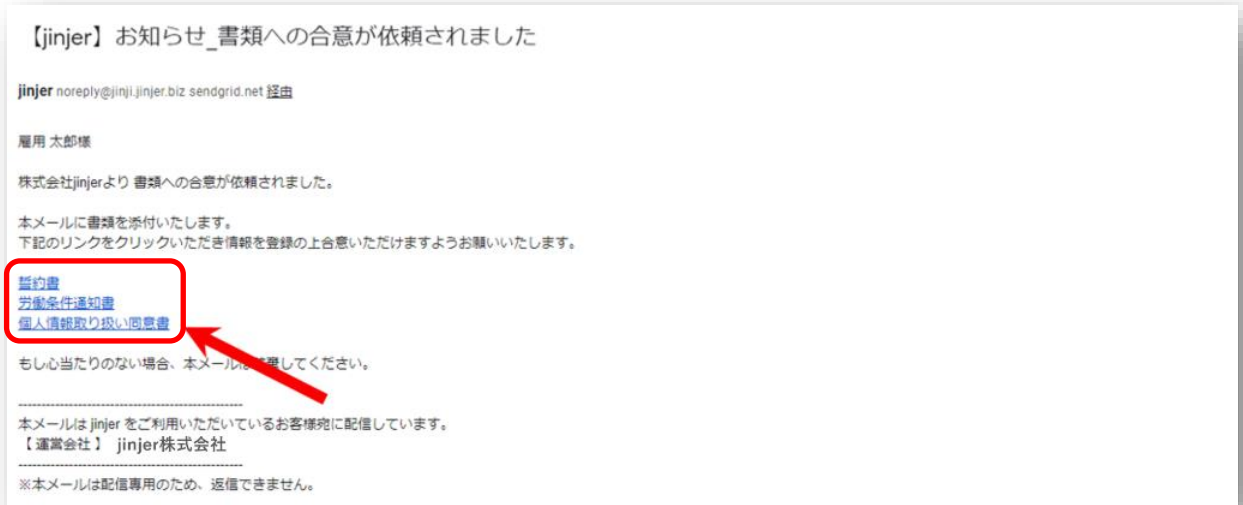 【jinjer】お知らせ_書類への合意が依頼されました
jinjer noreply@jinji.jinjer.biz sendgrid.net 経由
雇用 太郎様
株式会社jinjerより 書類への合意が依頼されました。
本メールに書類を添付いたします。
下記のリンクをクリックいただき情報を登録の上合意いただけますようお願いいたします。
誓約書
労働条件通知書
個人情報取り扱い同意書
もし心当たりのない場合、本メールは棄してください。
-------------------------------------------------
本メールは jinjer をご利用いただいているお客様宛に配信しています。
【 運営会社 】 jinjer株式会社
-------------------------------------------------
※本メールは配信専用のため、返信できません。